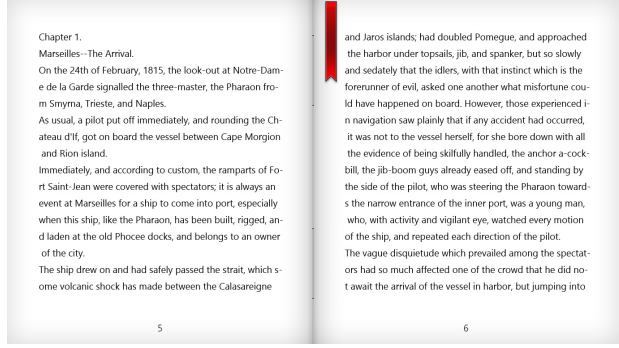 Chapter 1.
Marseilles--The Arrival.
On the 24th of February, 1815, the look-out at Notre-Dam-
e de la Garde signalled the three-master, the Pharaon fro-
m Smyrna, Trieste, and Naples.
As usual, a pilot put off immediately, and rounding the Ch-
ateau d'If, got on board the vessel between Cape Morgion
and Rion island.
Immediately, and according to custom, the ramparts of Fo-
rt Saint-Jean were covered with spectators; it is always an
event at Marseilles for a ship to come into port, especially
when this ship, like the Pharaon, has been built, rigged, an-
d laden at the old Phocee docks, and belongs to an owner
of the city.
The ship drew on and had safely passed the strait, which s-
ome volcanic shock has made between the Calasareigne
5
and Jaros islands; had doubled Pomegue, and approached
the harbor under topsails, jib, and spanker, but so slowly
and sedately that the idlers, with that instinct which is the
forerunner of evil, asked one another what misfortune cou-
ld have happened on board. However, those experienced i-
n navigation saw plainly that if any accident had occurred,
it was not to the vessel herself, for she bore down with all
the evidence of being skilfully handled, the anchor a-cock-
bill, the jib-boom guys already eased off, and standing by
the side of the pilot, who was steering the Pharaon toward-
s the narrow entrance of the inner port, was a young man,
who, with activity and vigilant eye, watched every motion
of the ship, and repeated each direction of the pilot.
The vague disquietude which prevailed among the spectat-
ors had so much affected one of the crowd that he did no-
t await the arrival of the vessel in harbor, but jumping into
6